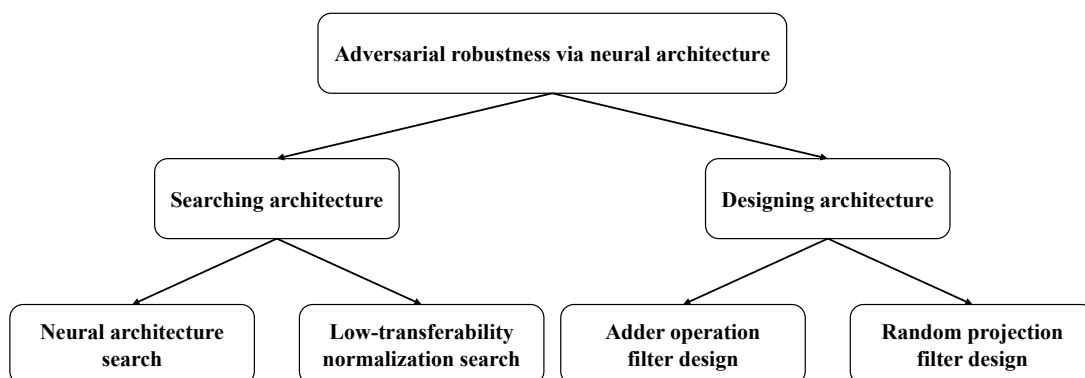 Adversarial robustness via neural architecture
Searching architecture
Designing architecture
Neural architecture
search
Low-transferability
normalization search
Adder operation
filter design
Random projection
filter design